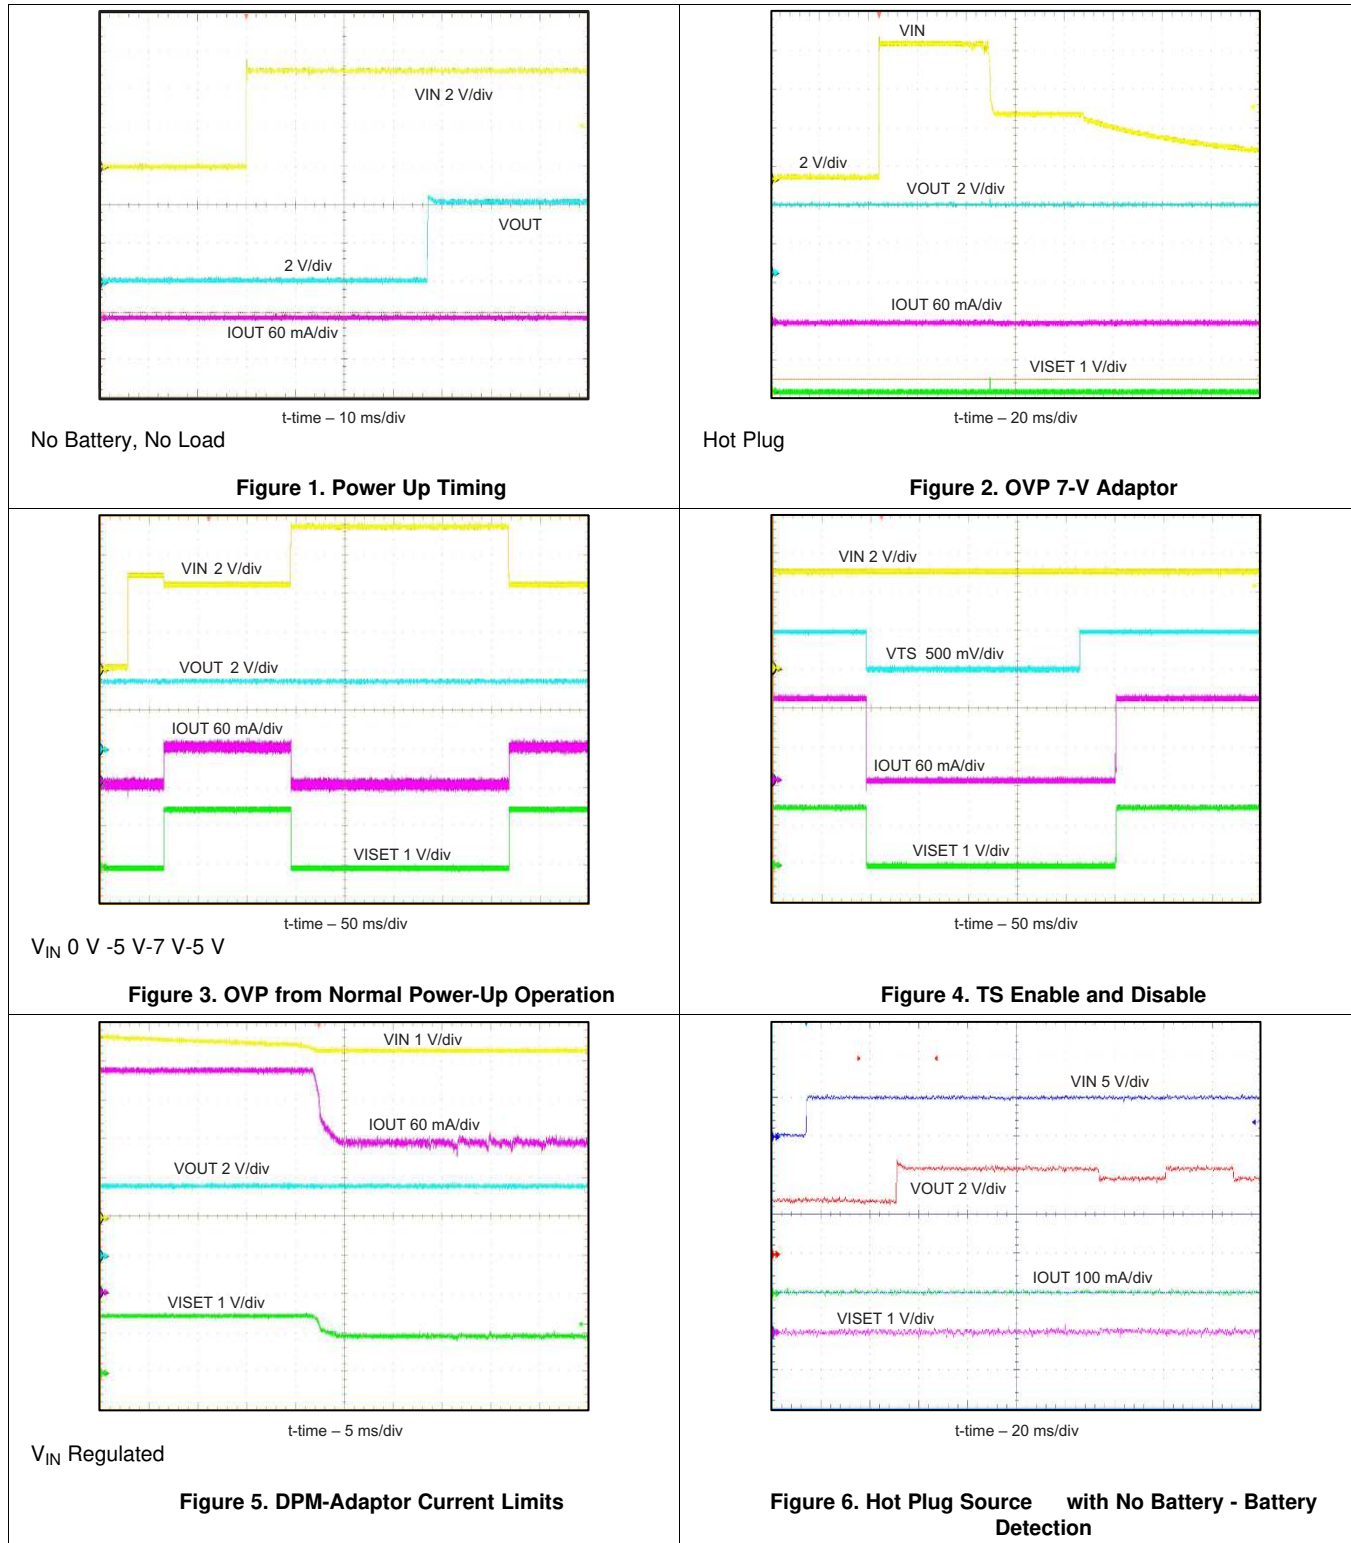 VIN 2 V/div
VOUT
2 V/div
IOUT 60 mA/div
t-time – 10 ms/div
No Battery, No Load
Figure 1. Power Up Timing
VIN
2 V/div
VOUT 2 V/div
IOUT 60 mA/div
VISET 1 V/div
t-time – 20 ms/div
Hot Plug
Figure 2. OVP 7-V Adaptor
VIN 2 V/div
VOUT 2 V/div
IOUT 60 mA/div
VISET 1 V/div
t-time – 50 ms/div
VIN 0 V -5 V-7 V-5 V
Figure 3. OVP from Normal Power-Up Operation
VIN 2 V/div
VTS 500 mV/div
IOUT 60 mA/div
VISET 1 V/div
t-time – 50 ms/div
Figure 4. TS Enable and Disable
VIN 1 V/div
IOUT 60 mA/div
VOUT 2 V/div
VISET 1 V/div
t-time – 5 ms/div
VIN Regulated
Figure 5. DPM-Adaptor Current Limits
VIN 5 V/div
VOUT 2 V/div
IOUT 100 mA/div
VISET 1 V/div
t-time – 20 ms/div
Figure 6. Hot Plug Source with No Battery - Battery
Detection